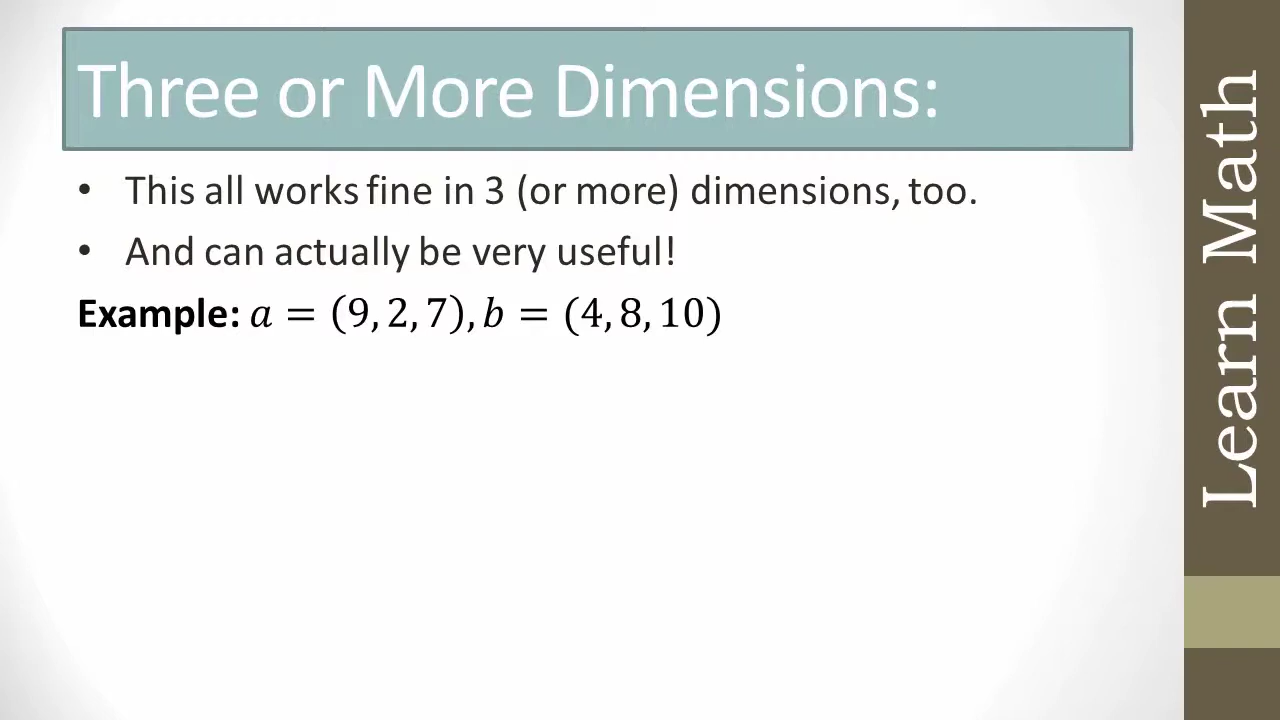 Three or More Dimensions:
• This all works fine in 3 (or more) dimensions, too.
• And can actually be very useful!
Example: a = (9, 2, 7), b = (4, 8, 10)
Learn Math